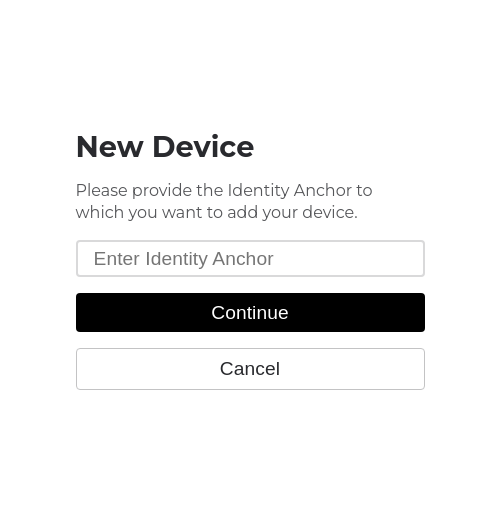 New Device
Please provide the Identity Anchor to
which you want to add your device.
Enter Identity Anchor
Continue
Cancel